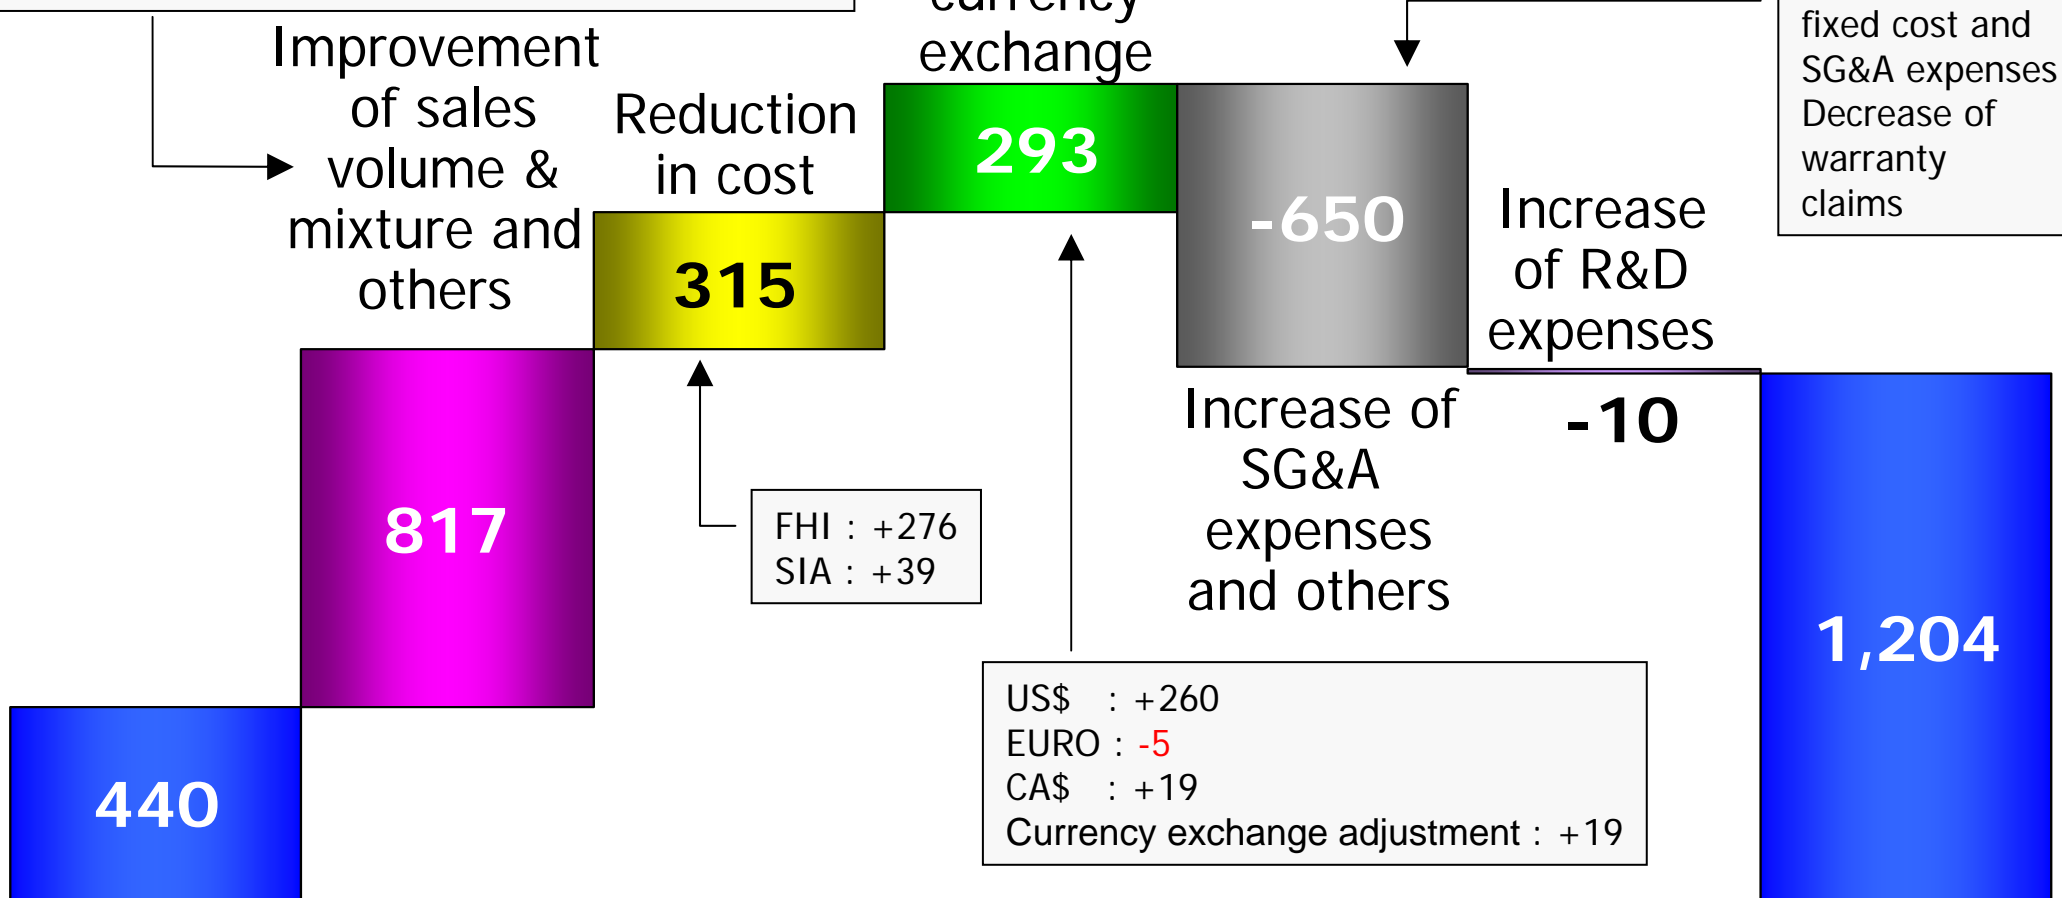 Improvement
of sales
volume &
mixture and
others
817
Reduction
in cost
315
FHI : +276
SIA : +39
currency
exchange
293
US$ : +260
EURO : -5
CA$ : +19
Currency exchange adjustment : +19
-650
Increase of
SG&A
expenses
and others
fixed cost and
SG&A expenses
Decrease of
warranty
claims
Increase
of R&D
expenses
-10
440
1,204